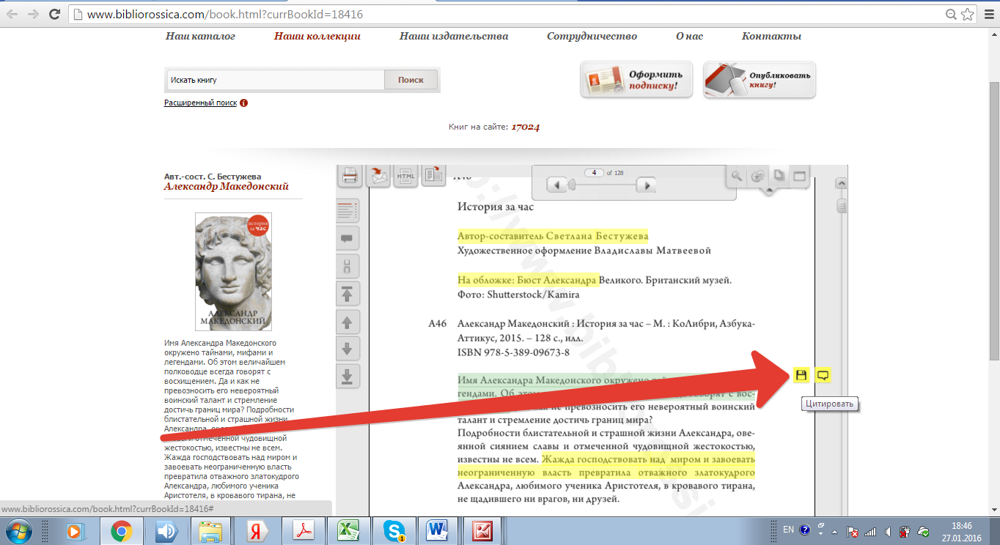 www.bibliorossica.com/book.html?currBookId=18416
Наш каталог
Наши коллекции
Наши издательства
Сотрудничество
О нас
Контакты
Искать книгу
Поиск
Оформить
подписку!
Опубликовать
книгу!
Расширенный поиск
Книг на сайте: 17024
Авт.-сост. С. Бестужева
Александр Македонский
история
за час
АЛЕКСАНДР
МАКЕДОНСКИЙ
Имя Александра Македонского
окружено тайнами, мифами и
легендами. Об этом величайшем
полководце всегда говорят с
восхищением. Да и как не
превозносить его невероятный
воинский талант и стремление
достичь границ мира? Подробности
блистательной и страшной жизни
Александра,
отмеченной чудовищной
жестокостью, известны не всем.
Жажда господствовать над миром и
завоевать неограниченную власть
превратила отважного златокудрого
Александра, любимого ученика
Аристотеля, в кровавого тирана, не
www.bibliorossica.com/book.html?currBookId=18416#
HTML
4 of 128
А46
История за час
Автор-составитель Светлана Бестужева
Художественное оформление Владиславы Матвеевой
На обложке: Бюст Александра Великого. Британский музей.
Фото: Shutterstock/Kamira
А46 Александр Македонский : История за час – М. : КоЛибри, Азбука-
Аттикус, 2015. – 128 с., илл.
ISBN 978-5-389-09673-8
Имя Александра Македонского окружено
гендами. Об этом говорят с вос-
не превозносить его невероятный воинский
талант и стремление достичь границ мира?
Подробности блистательной и страшной жизни Александра, ове-
янной сиянием славы и отмеченной чудовищной жестокостью,
известны не всем. Жажда господствовать над миром и завоевать
неограниченную власть превратила отважного златокудрого
Александра, любимого ученика Аристотеля, в кровавого тирана,
не щадившего ни врагов, ни друзей.
Цитировать
EN
18:46
27.01.2016